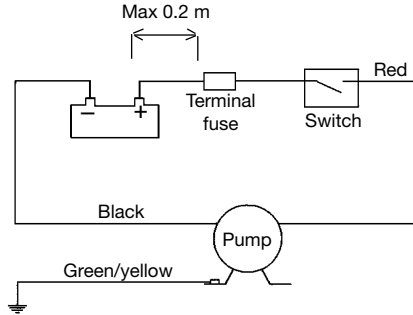 Max 0.2 m
− +
Terminal
fuse
Red
Switch
Black
Pump
Green/yellow